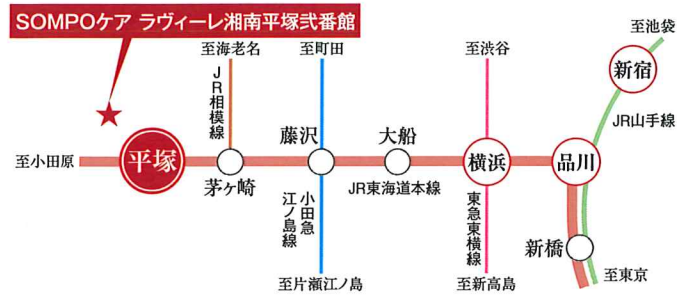 SOMPOケア ラヴィーレ湘南平塚弐番館
至池袋
至海老名
至町田
至渋谷
新宿
JR相模線
JR山手線
藤沢
大船
至小田原
平塚
横浜
品川
茅ヶ崎
JR東海道本線
小田急
江ノ島線
東急東横線
新橋
至片瀬江ノ島
至新高島
至東京